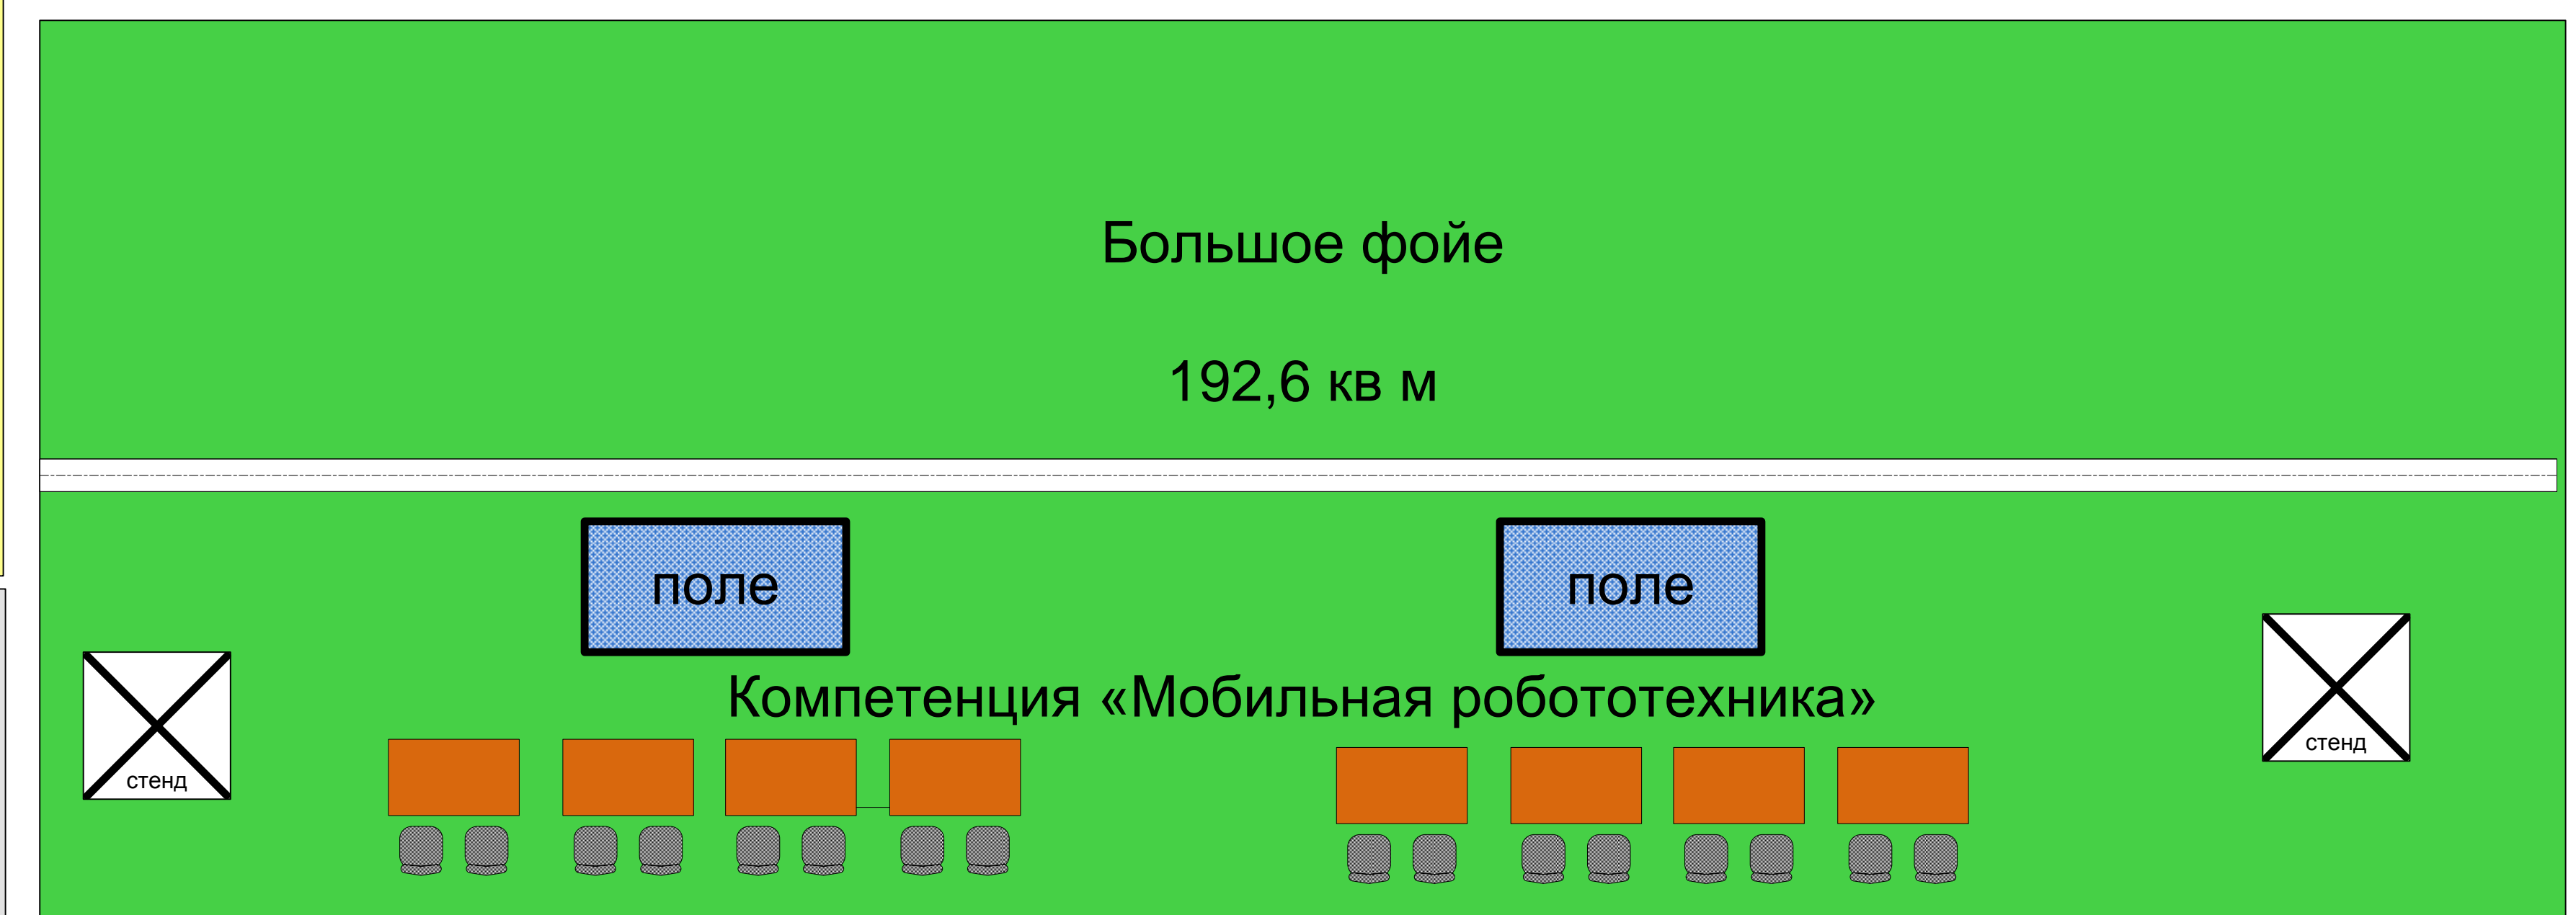 Большое фойе
192,6 кв м
поле
поле
Компетенция «Мобильная робототехника»
стенд
стенд